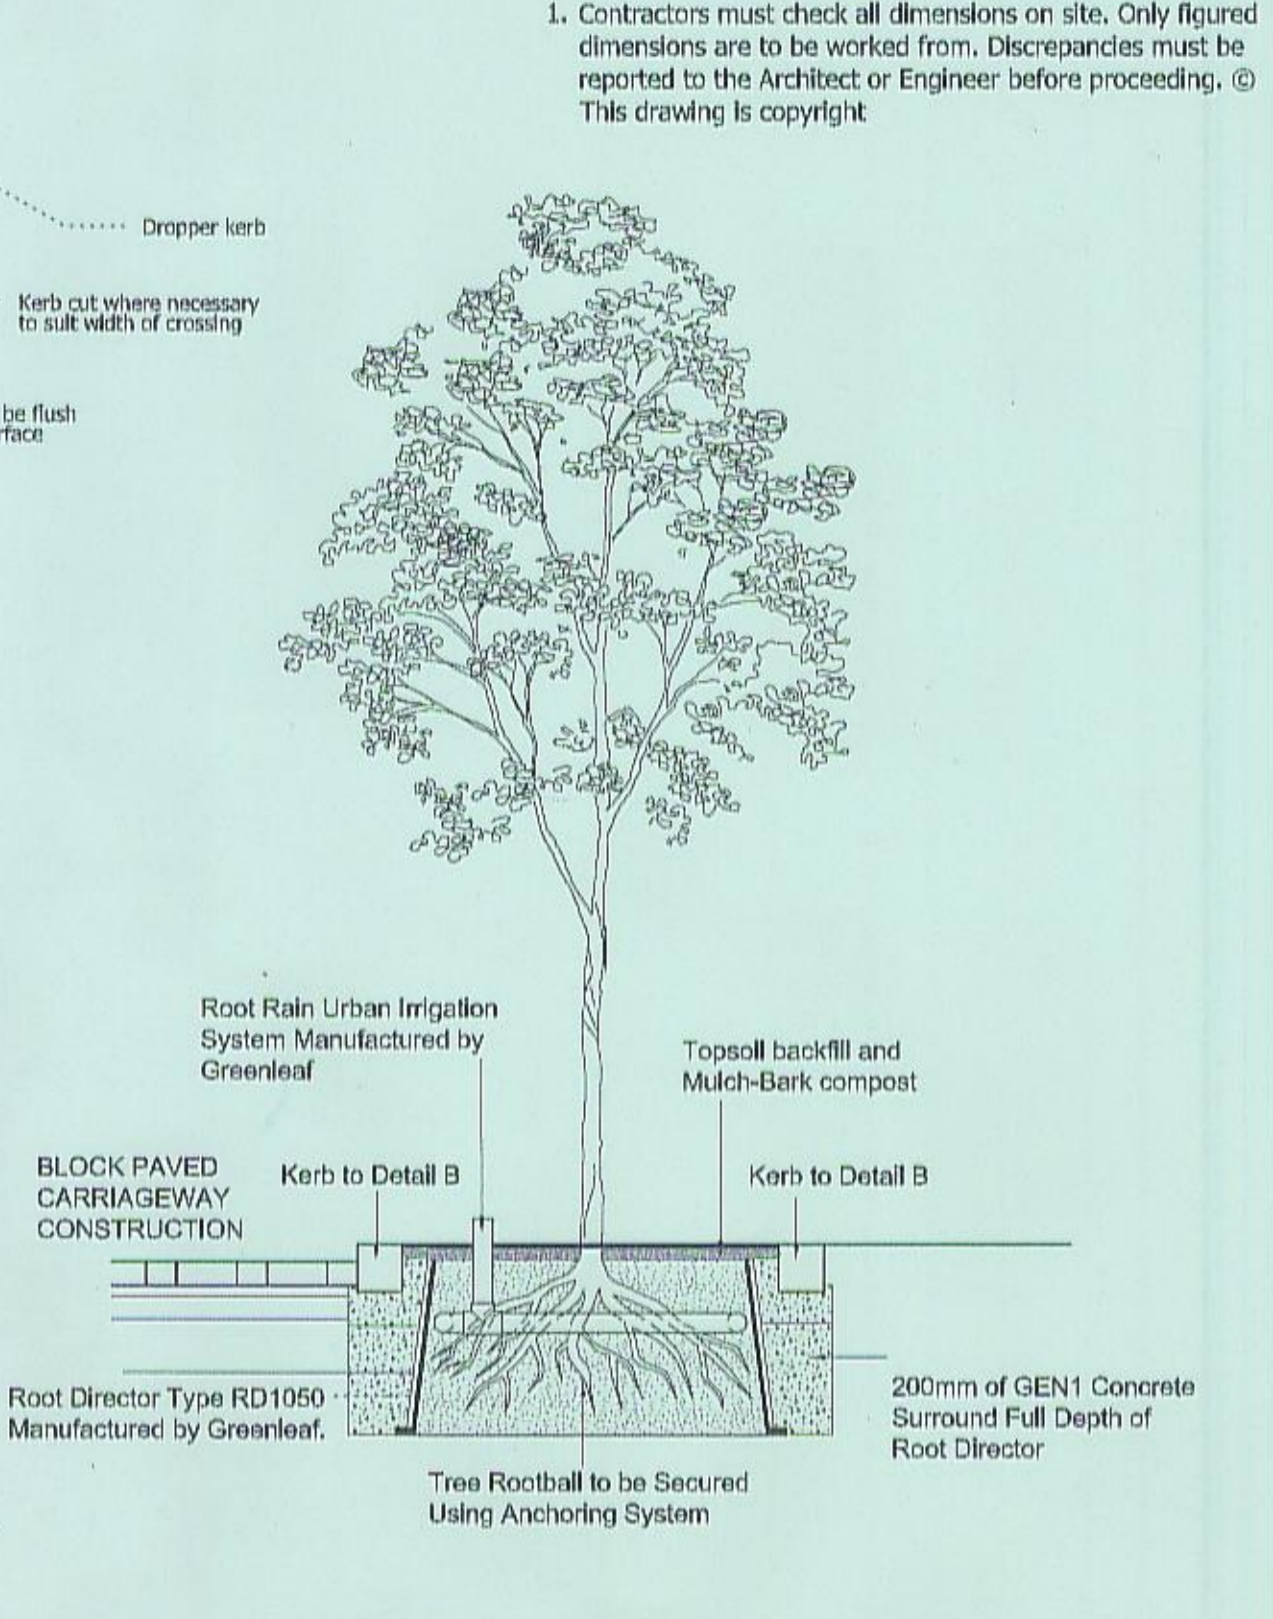 1. Contractors must check all dimensions on site. Only figured
dimensions are to be worked from. Discrepancies must be
reported to the Architect or Engineer before proceeding. ©
This drawing is copyright
Dropper kerb
Kerb cut where necessary
to suit width of crossing
be flush
rface
Root Rain Urban Irrigation
System Manufactured by
Greenleaf
Topsoil backfill and
Mulch-Bark compost
BLOCK PAVED
CARRIAGEWAY
CONSTRUCTION
Kerb to Detail B
Kerb to Detail B
Root Director Type RD1050
Manufactured by Greenleaf.
200mm of GEN1 Concrete
Surround Full Depth of
Root Director
Tree Rootball to be Secured
Using Anchoring System